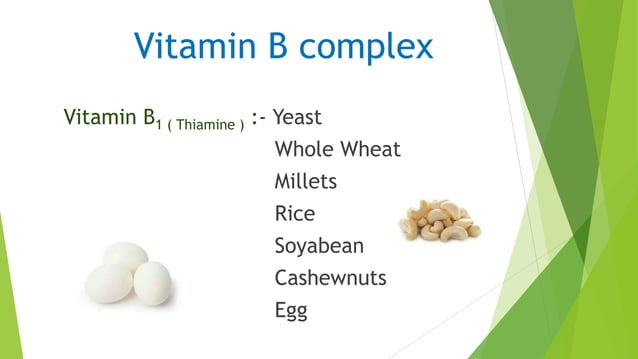 Vitamin B complex
Vitamin B1 ( Thiamine ) :- Yeast
Whole Wheat
Millets
Rice
Soyabean
Cashewnuts
Egg